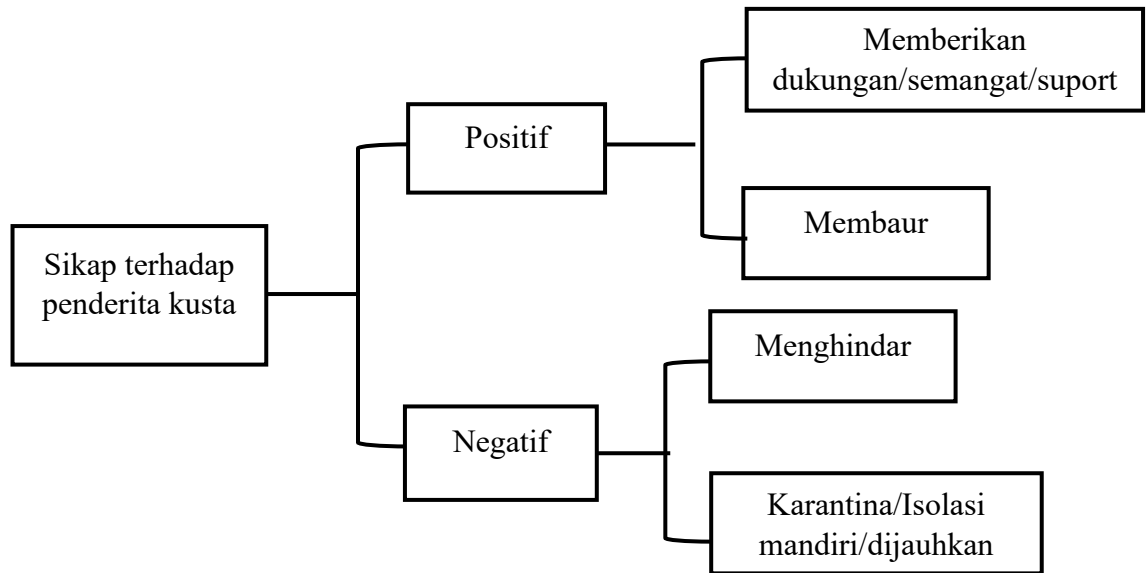 Sikap terhadap
penderita kusta
Positif
Memberikan
dukungan/semangat/suport
Membaur
Negatif
Menghindar
Karantina/Isolasi
mandiri/dijauhkan